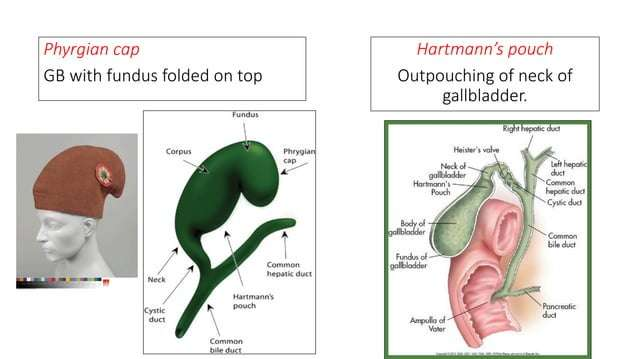 Phyrgian cap
GB with fundus folded on top
Hartmann's pouch
Outpouching of neck of
gallbladder.
Fundus
Corpus
Phrygian
cap
Neck
Cystic
duct
Hartmann's
pouch
Common
hepatic duct
Common
bile duct
Right hepatic duct
Heister's valve
Left hepatic
duct
Neck of
gallbladder
Common
hepatic duct
Hartmann's
Pouch
Cystic duct
Body of
gallbladder
Common
bile duct
Fundus of
gallbladder
Pancreatic
duct
Ampulla of
Vater